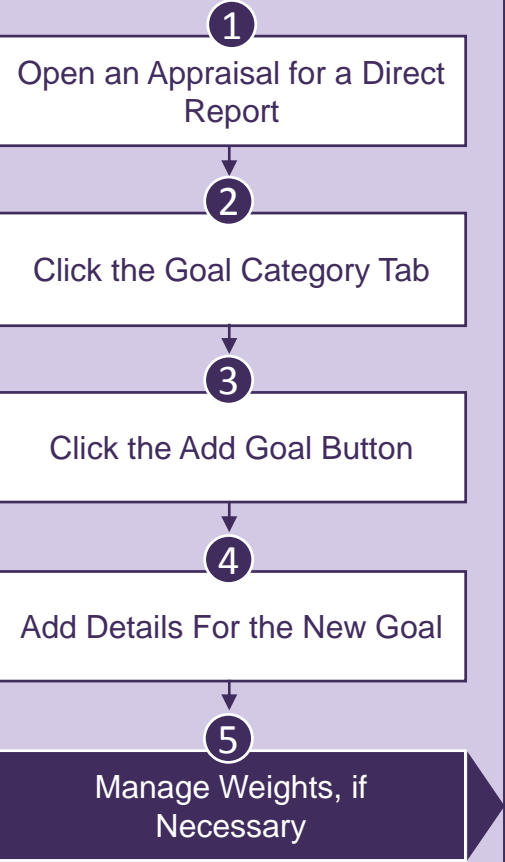 1
Open an Appraisal for a Direct
Report
2
Click the Goal Category Tab
3
Click the Add Goal Button
4
Add Details For the New Goal
5
Manage Weights, if
Necessary